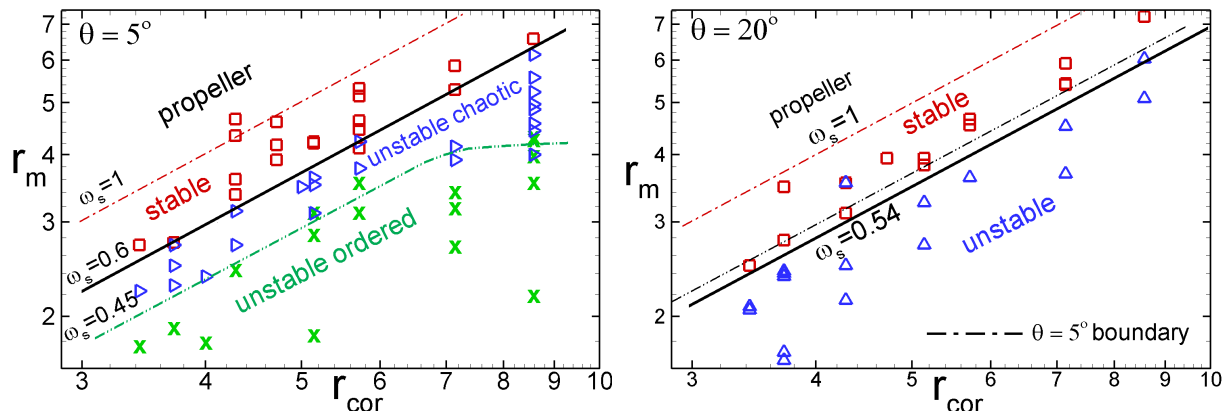 θ = 5°
7
6
5
4
3
2
r_m
propeller
ω_s=1
stable
unstable chaotic
ω_s=0.6
unstable ordered
ω_s=0.45
3 4 5 6 7 8 9 10
r_cor
θ = 20°
7
6
5
4
3
2
r_m
propeller
ω_s=1
stable
ω_s=0.54
unstable
θ = 5° boundary
3 4 5 6 7 8 9 10
r_cor